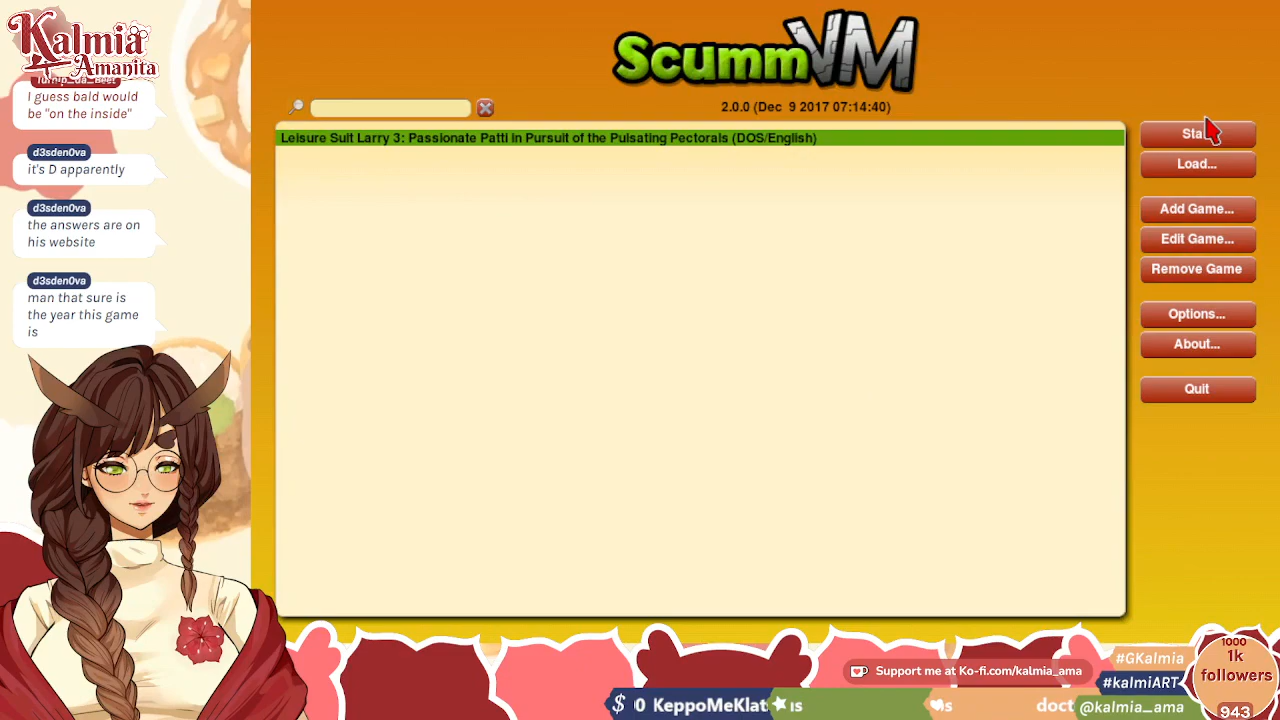 Kalmia
Amanita
I guess bald would
be "on the inside"
d3sden0va
it's D apparently
d3sden0va
the answers are on
his website
d3sden0va
man that sure is
the year this game
is
ScummVM
2.0.0 (Dec 9 2017 07:14:40)
Leisure Suit Larry 3: Passionate Patti in Pursuit of the Pulsating Pectorals (DOS/English)
Load...
Add Game...
Edit Game...
Remove Game
Options...
About...
Quit
Support me at Ko-fi.com/kalmia_ama
#GKalmia
#kalmiART
@kalmia_ama
1000
1k
followers
943
$ 0 KeppoMeKlat
is
doct